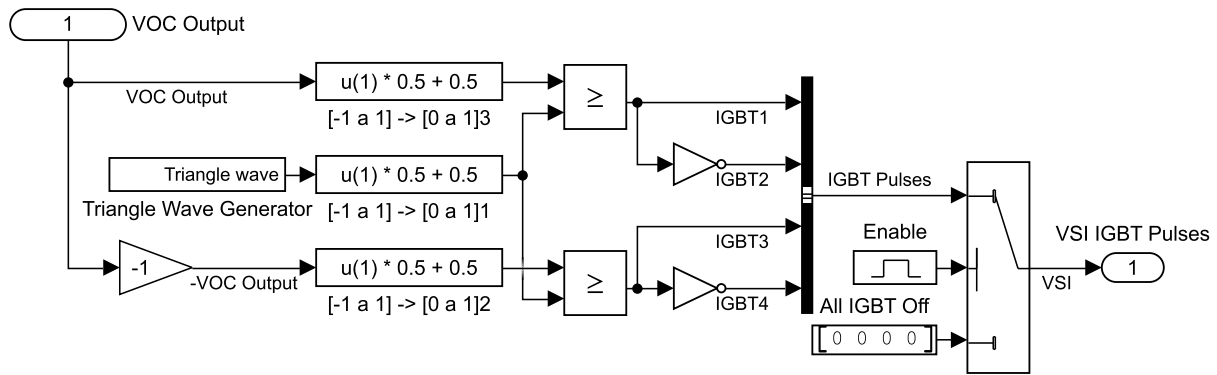 1
VOC Output
VOC Output
u(1) * 0.5 + 0.5
[-1 a 1] -> [0 a 1]3
≥
IGBT1
IGBT2
Triangle wave
Triangle Wave Generator
u(1) * 0.5 + 0.5
[-1 a 1] -> [0 a 1]1
IGBT Pulses
-1
-VOC Output
u(1) * 0.5 + 0.5
[-1 a 1] -> [0 a 1]2
≥
IGBT3
IGBT4
Enable
All IGBT Off
[ 0 0 0 0 ]
VSI IGBT Pulses
1
VSI